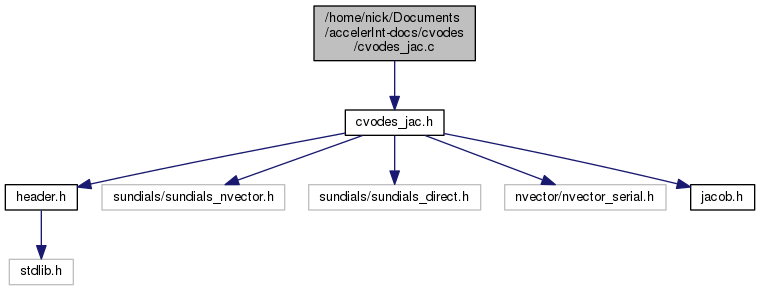 /home/nick/Documents
/accelerInt-docs/cvodes
/cvodes_jac.c
cvodes_jac.h
header.h
sundials/sundials_nvector.h
sundials/sundials_direct.h
nvector/nvector_serial.h
jacob.h
stdlib.h